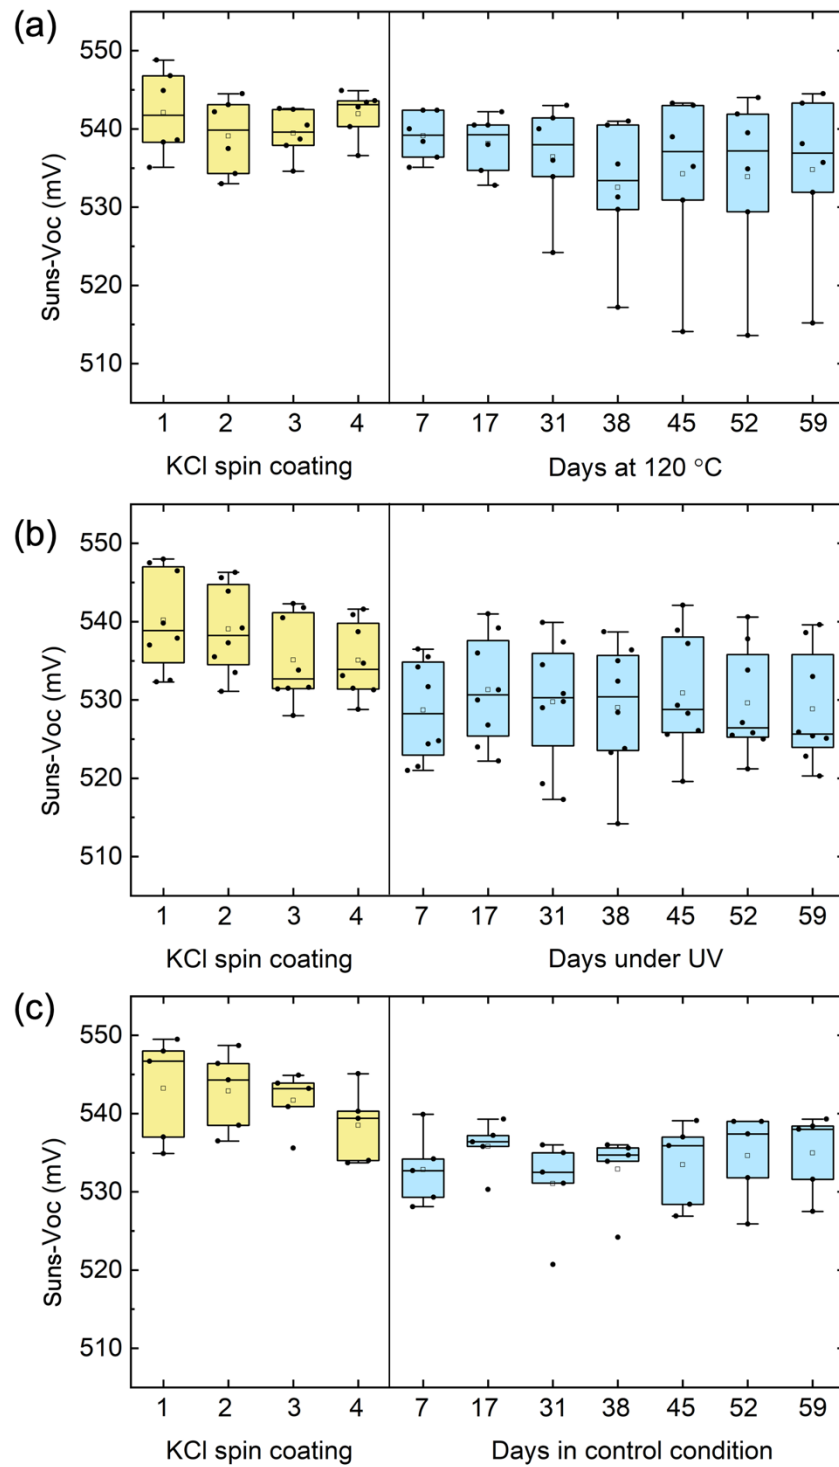 (a)
Suns-Voc (mV)
550
540
530
520
510
1 2 3 4 7 17 31 38 45 52 59
KCl spin coating Days at 120 °C
(b)
Suns-Voc (mV)
550
540
530
520
510
1 2 3 4 7 17 31 38 45 52 59
KCl spin coating Days under UV
(c)
Suns-Voc (mV)
550
540
530
520
510
1 2 3 4 7 17 31 38 45 52 59
KCl spin coating Days in control condition